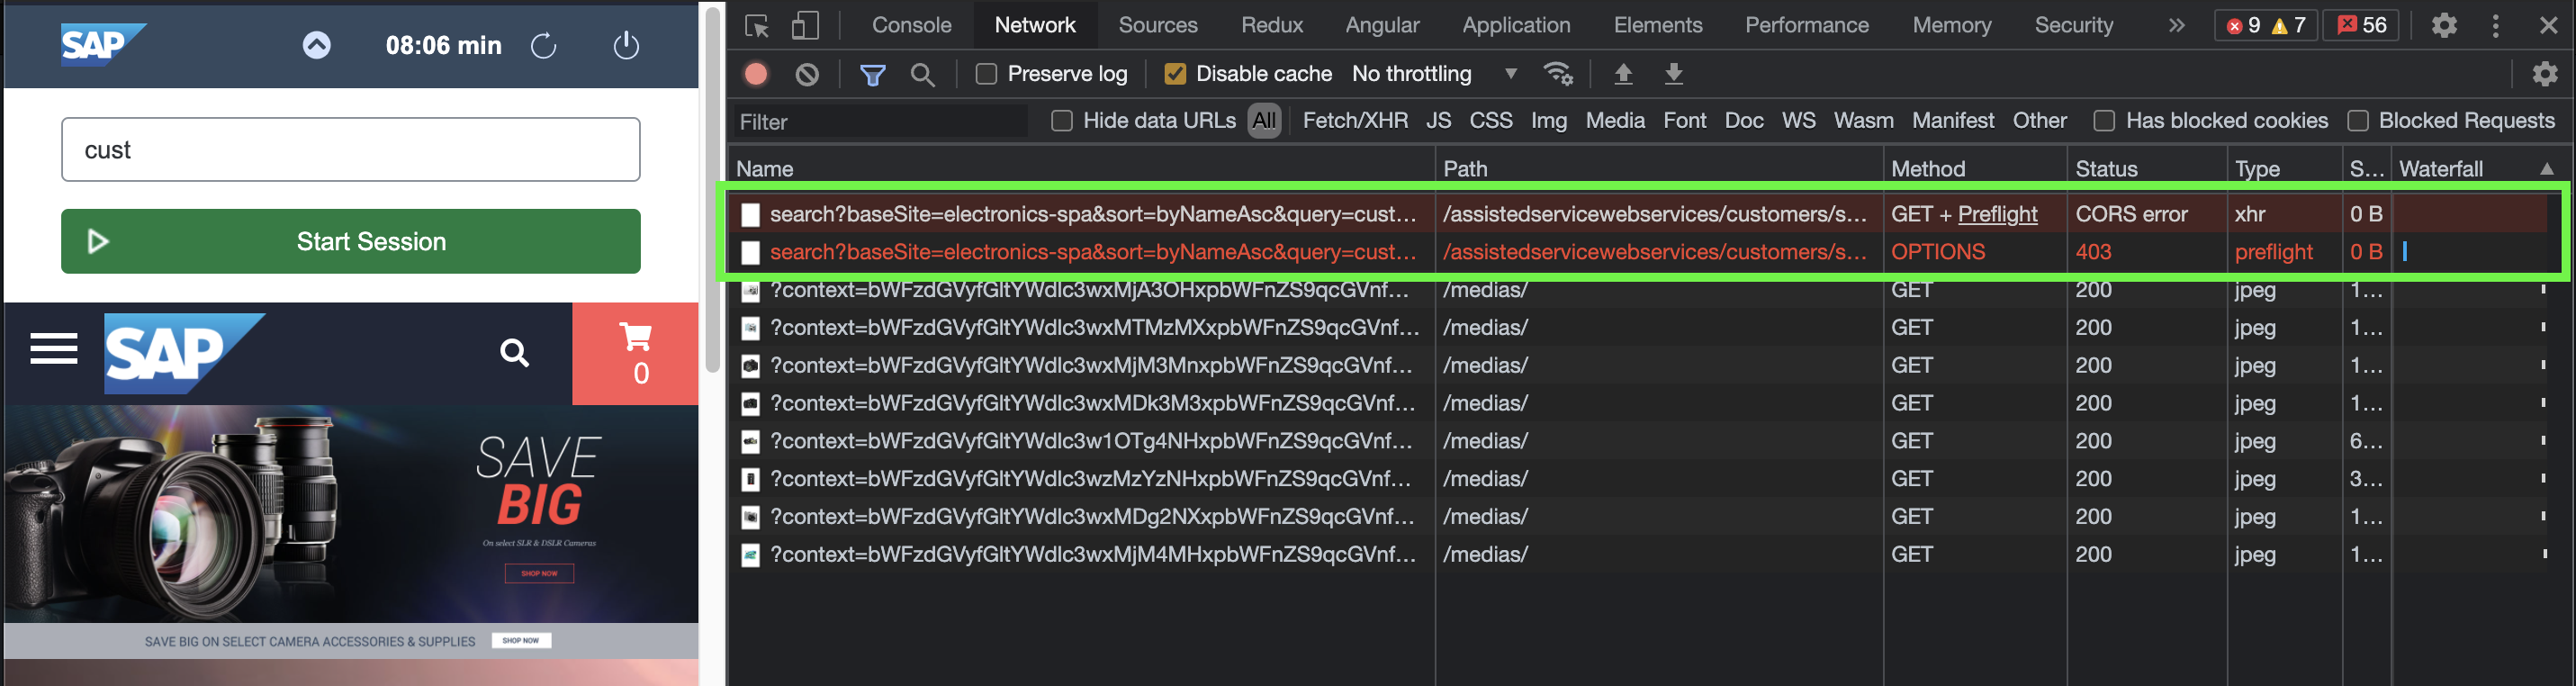 SAP
08:06 min
cust
Start Session
SAP
0
SAVE
BIG
On select SLR & DSLR Cameras
SHOP NOW
SAVE BIG ON SELECT CAMERA ACCESSORIES & SUPPLIES SHOP NOW
Console Network Sources Redux Angular Application Elements Performance Memory Security » 9 7 56
Preserve log Disable cache No throttling
Filter Hide data URLs All Fetch/XHR JS CSS Img Media Font Doc WS Wasm Manifest Other Has blocked cookies Blocked Requests
Name Path Method Status Type S... Waterfall
search?baseSite=electronics-spa&sort=byNameAsc&query=cust... /assistedservicewebservices/customers/s... GET + Preflight CORS error xhr 0 B
search?baseSite=electronics-spa&sort=byNameAsc&query=cust... /assistedservicewebservices/customers/s... OPTIONS 403 preflight 0 B
?context=bWFzdGVyfGltYWdlc3wxMjA3OHxpbWFnZS9qcGVnf... /medias/ GET 200 jpeg 1...
?context=bWFzdGVyfGltYWdlc3wxMTMzMXxpbWFnZS9qcGVnf... /medias/ GET 200 jpeg 1...
?context=bWFzdGVyfGltYWdlc3wxMjM3MnxpbWFnZS9qcGVnf... /medias/ GET 200 jpeg 1...
?context=bWFzdGVyfGltYWdlc3wxMDk3M3xpbWFnZS9qcGVnf... /medias/ GET 200 jpeg 1...
?context=bWFzdGVyfGltYWdlc3w1OTg4NHxpbWFnZS9qcGVnf... /medias/ GET 200 jpeg 6...
?context=bWFzdGVyfGltYWdlc3wzMzYzNHxpbWFnZS9qcGVnf... /medias/ GET 200 jpeg 3...
?context=bWFzdGVyfGltYWdlc3wxMDg2NXxpbWFnZS9qcGVnf... /medias/ GET 200 jpeg 1...
?context=bWFzdGVyfGltYWdlc3wxMjM4MHxpbWFnZS9qcGVnf... /medias/ GET 200 jpeg 1...